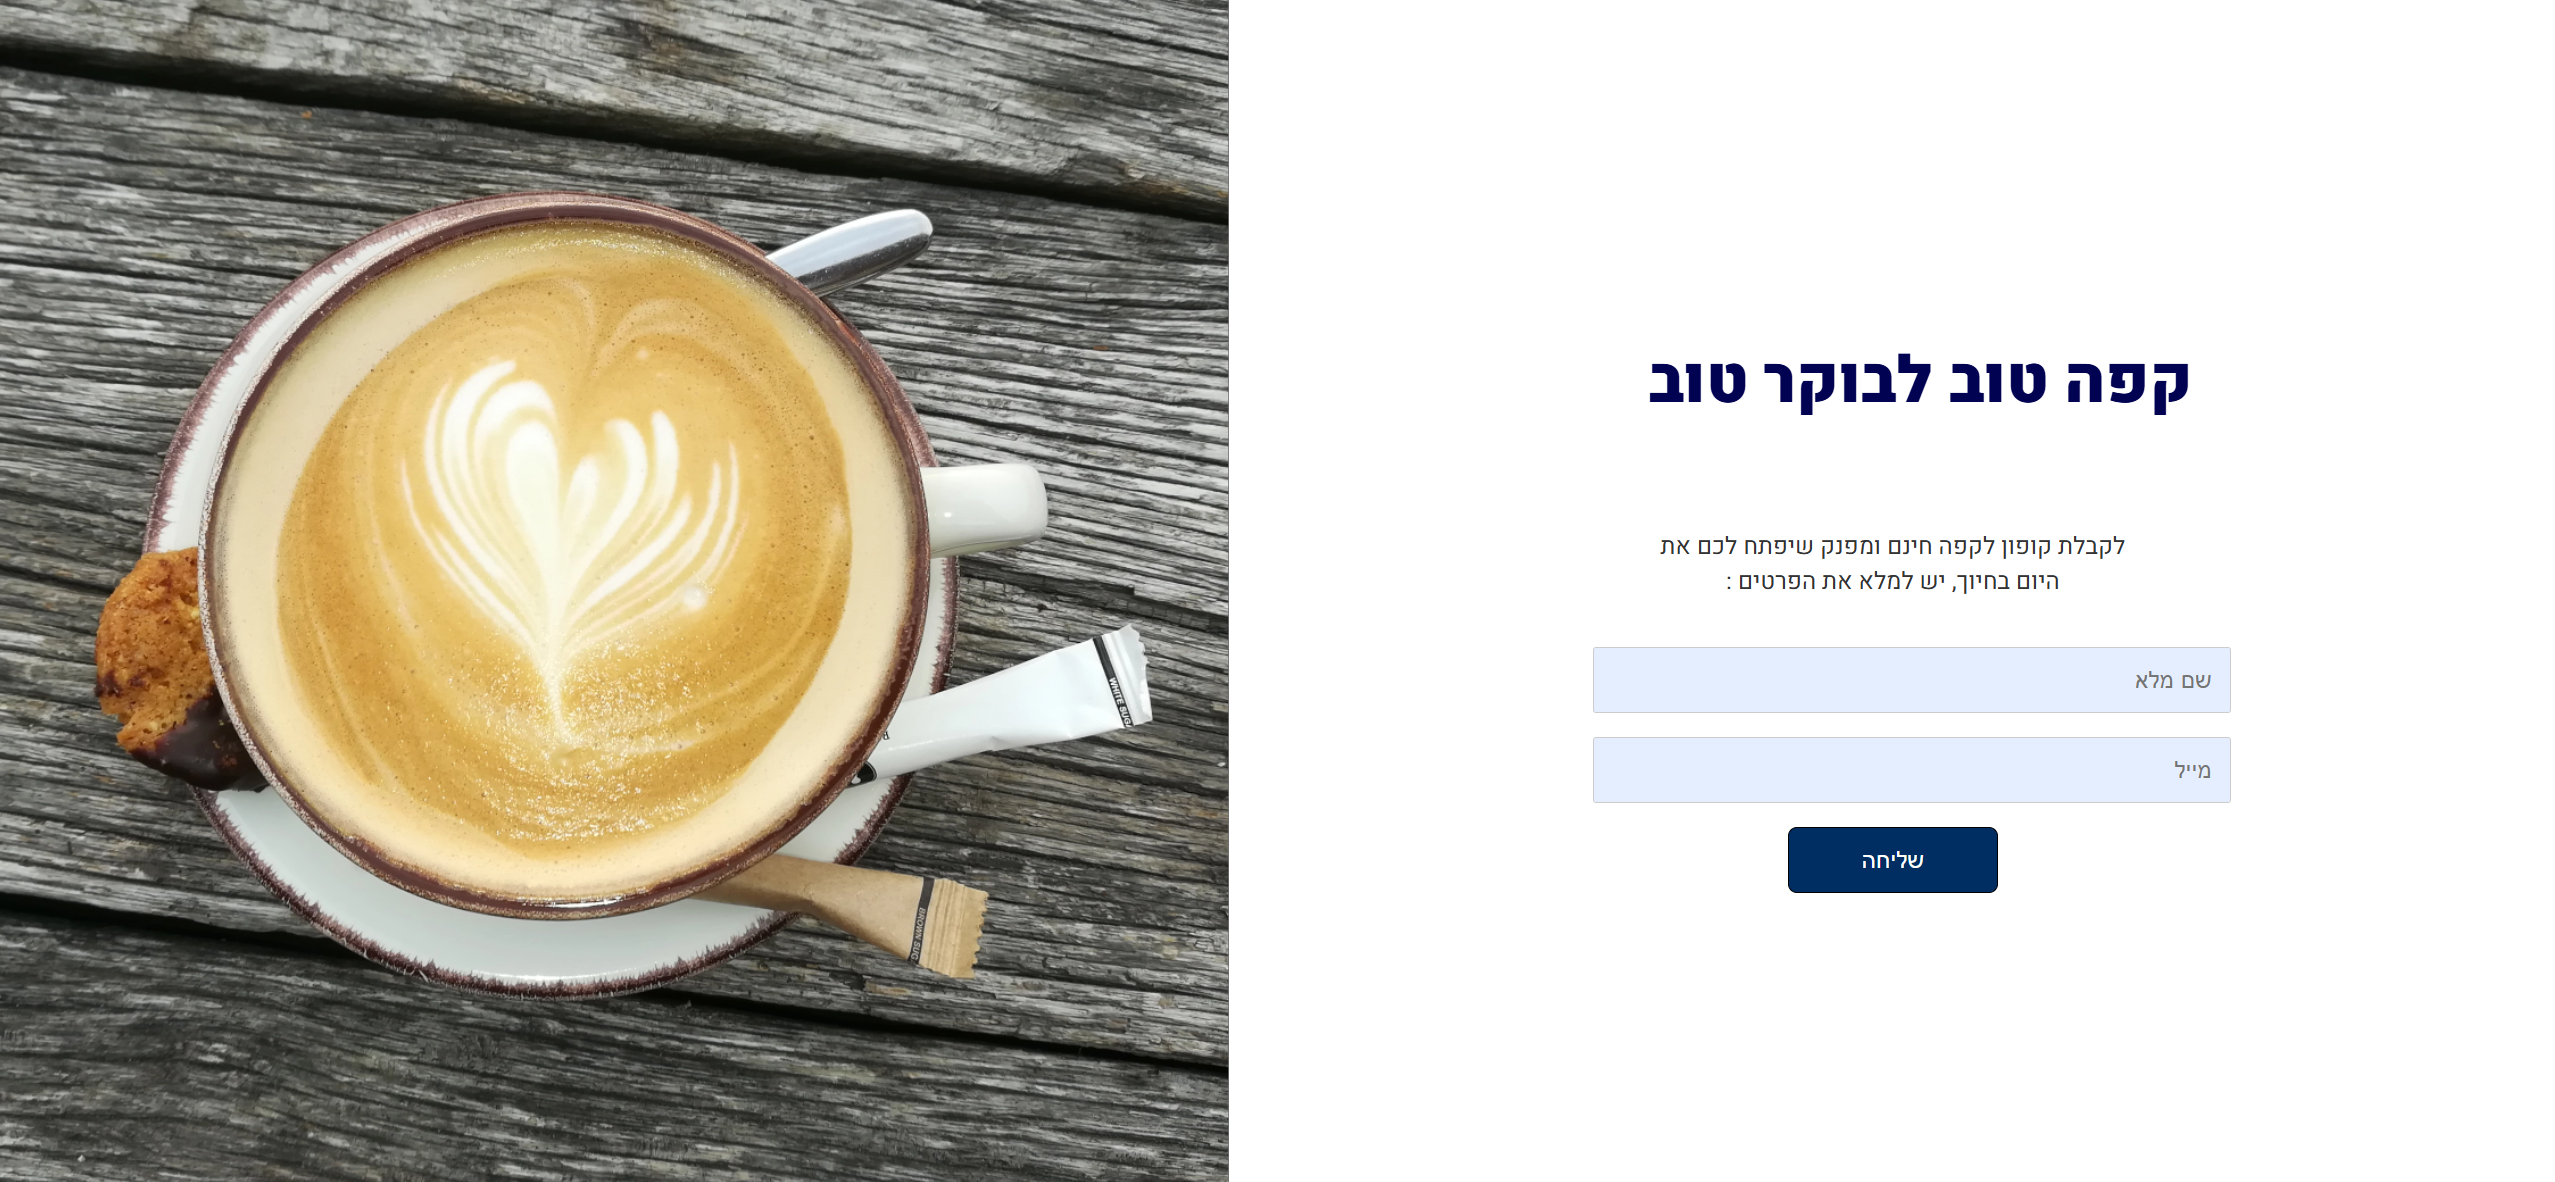 קפה טוב לבוקר טוב
לקבלת קופון לקפה חינם ומפנק שיפתח לכם את
היום בחיוך, יש למלא את הפרטים :
שם מלא
מייל
שליחה
WHITE SUGA
BROWN SUG